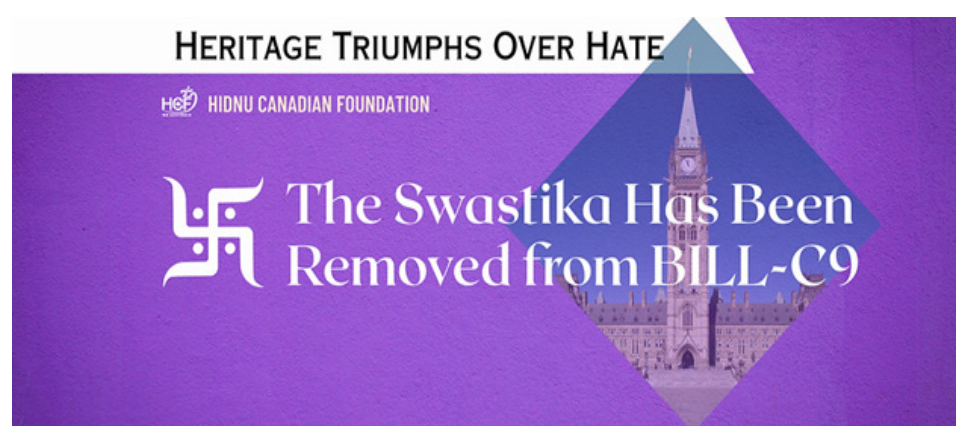 HERITAGE TRIUMPHS OVER HATE
HCF HIDNU CANADIAN FOUNDATION
The Swastika Has Been
Removed from BILL-C9